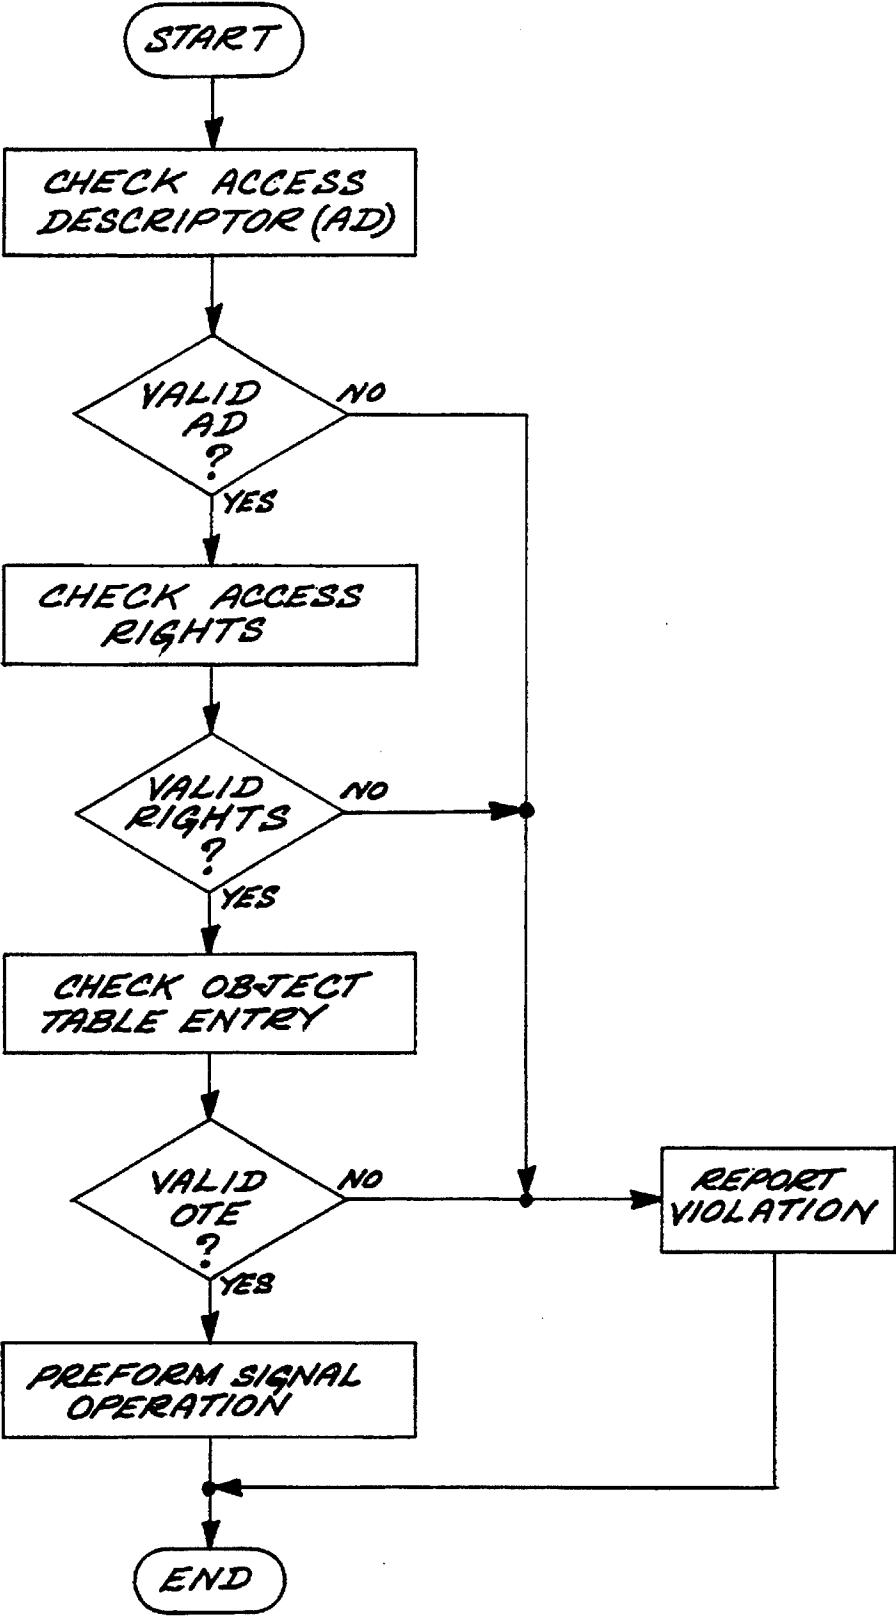 START
CHECK ACCESS
DESCRIPTOR (AD)
VALID
AD
?
NO
YES
CHECK ACCESS
RIGHTS
VALID
RIGHTS
?
NO
YES
CHECK OBJECT
TABLE ENTRY
VALID
OTE
?
NO
YES
REPORT
VIOLATION
PREFORM SIGNAL
OPERATION
END